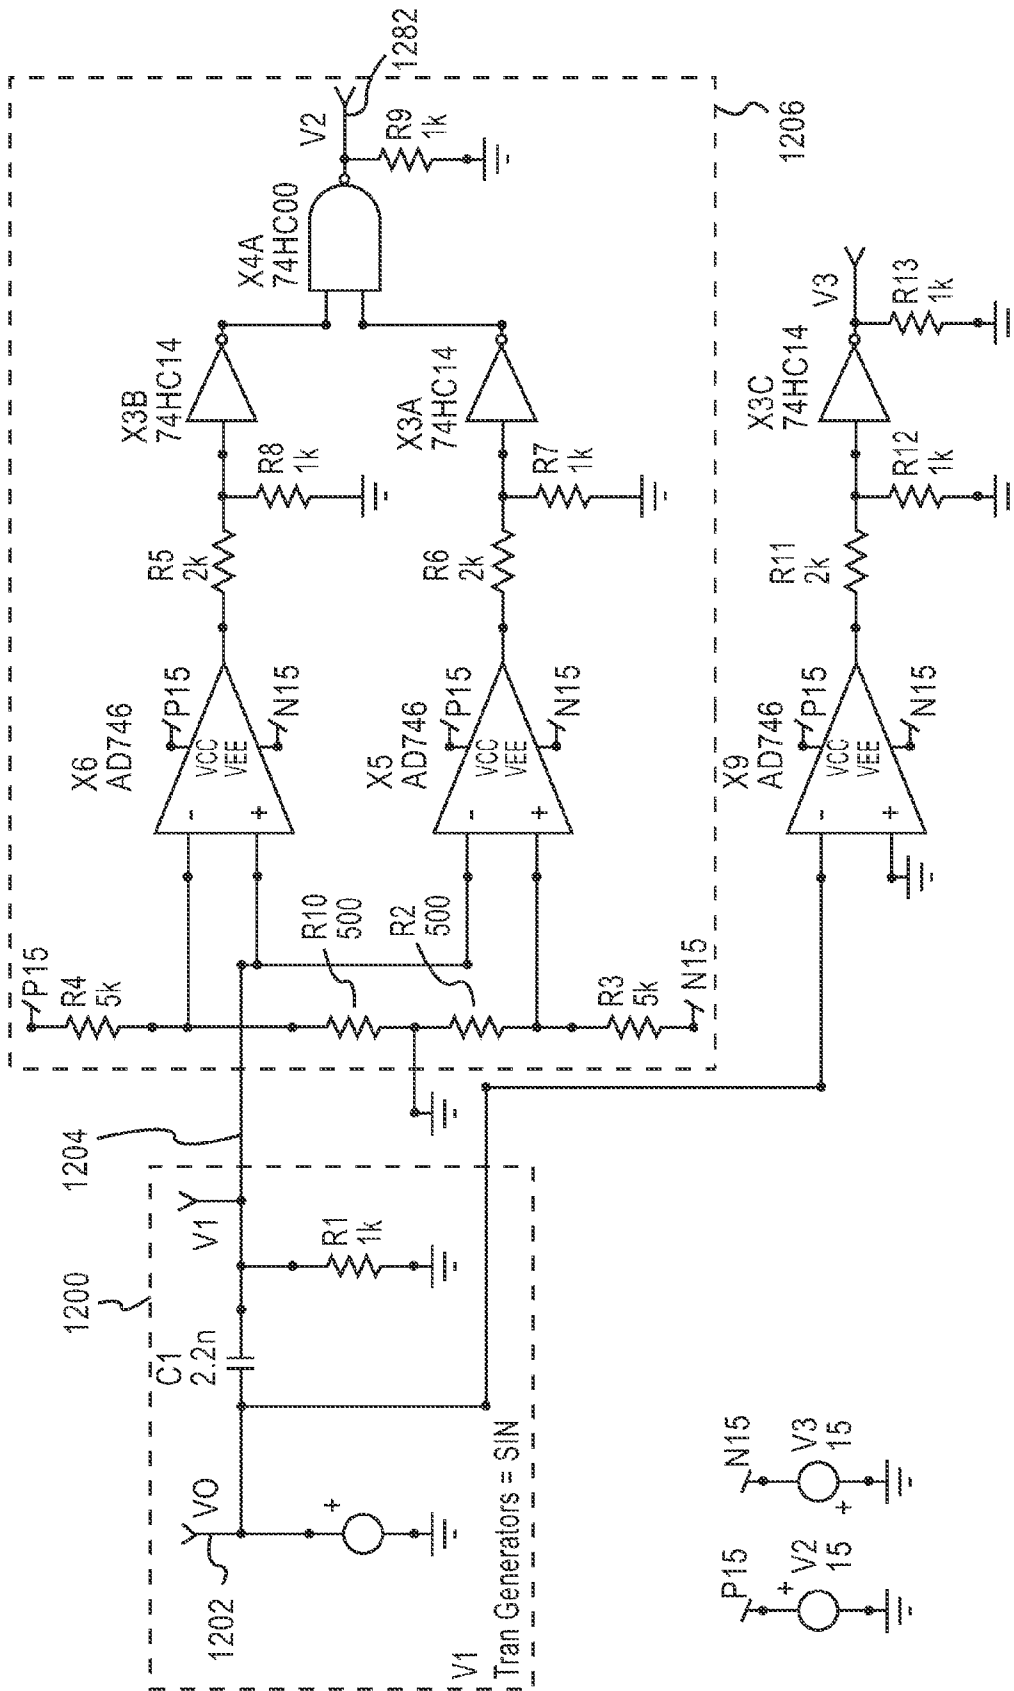 1282
V2
R9
1k
1206
X4A
74HC00
X3B
74HC14
X3A
74HC14
V3
R13
1k
X3C
74HC14
R8
1k
R7
1k
R12
1k
R5
2k
R6
2k
R11
2k
X6
AD746
P15
N15
VCC
VEE
-
+
X5
AD746
P15
N15
VCC
VEE
-
+
X9
AD746
P15
N15
VCC
VEE
-
+
P15
R4
5k
R10
500
R2
500
R3
5k
N15
1204
1200
V1
R1
1k
C1
2.2n
VO
1202
+
V1
Tran Generators = SIN
N15
V3
15
+
P15
V2
15
+